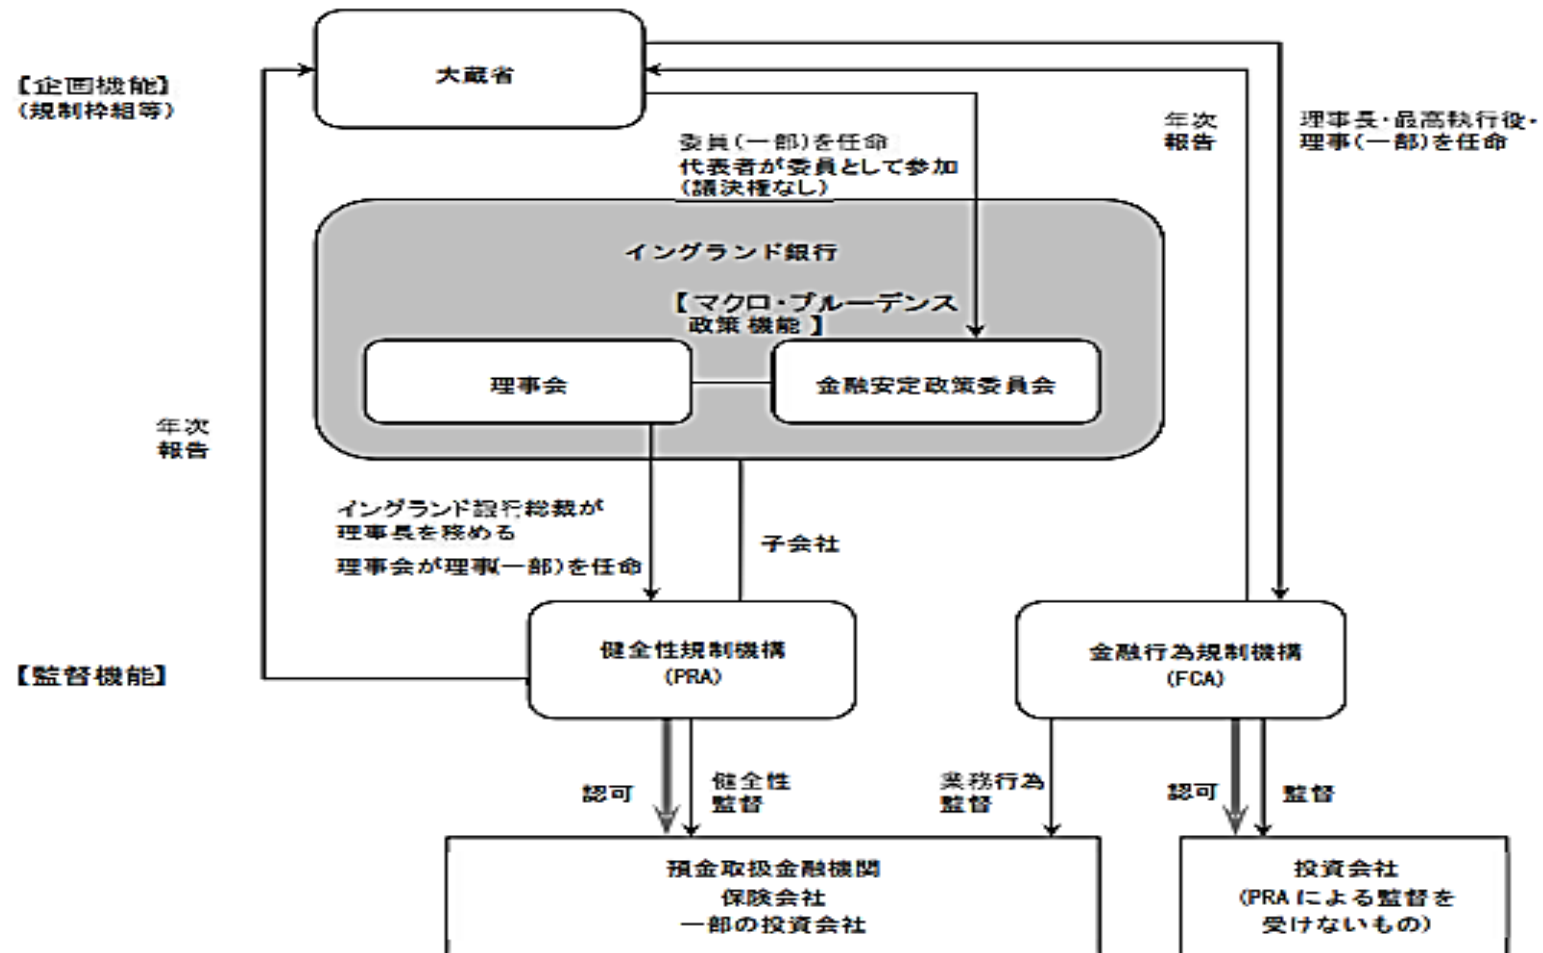 大蔵省
【企画機能】
(規制枠組等)
年次
報告
理事長・最高執行役・
理事(一部)を任命
委員(一部)を任命
代表者が委員として参加
(議決権なし)
イングランド銀行
【マクロ・プルーデンス
政策機能】
理事会
金融安定政策委員会
年次
報告
イングランド銀行総裁が
理事長を務める
理事会が理事(一部)を任命
子会社
【監督機能】
健全性規制機構
(PRA)
金融行為規制機構
(FCA)
認可
健全性
監督
業務行為
監督
認可
監督
預金取扱金融機関
保険会社
一部の投資会社
投資会社
(PRAによる監督を
受けないもの)